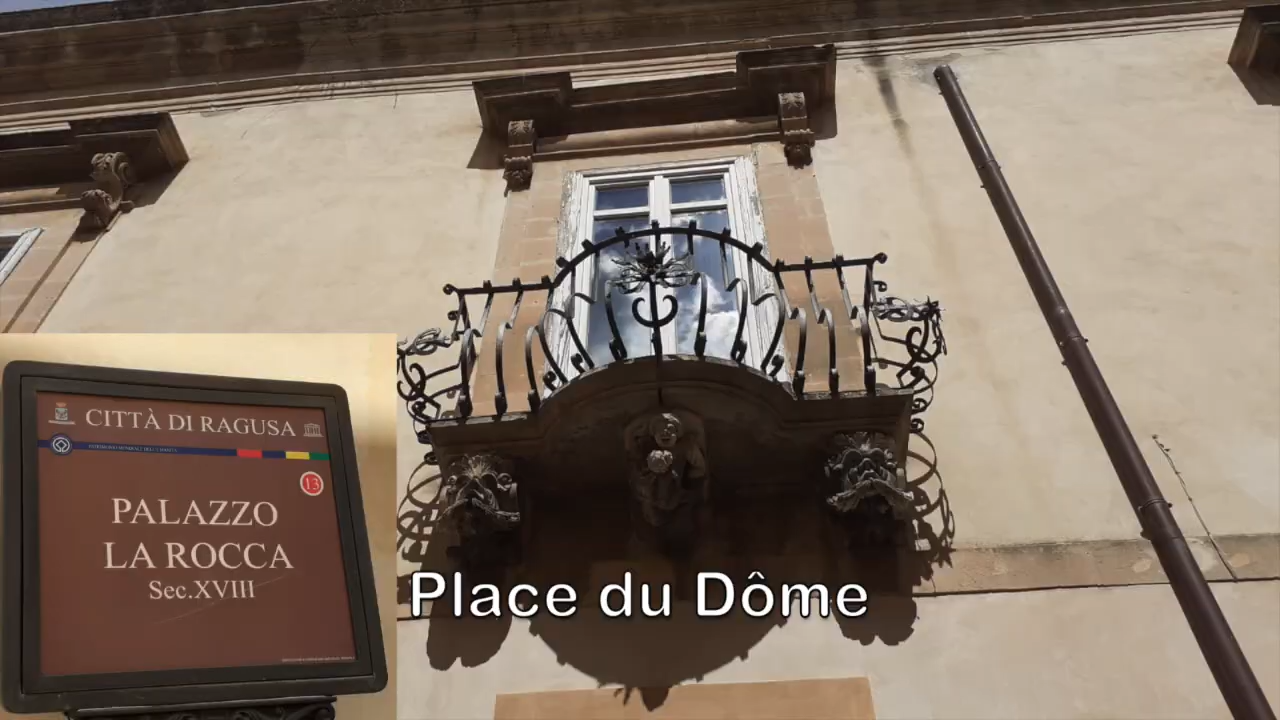 CITTÀ DI RAGUSA
13
PALAZZO
LA ROCCA
Sec.XVIII
Place du Dôme